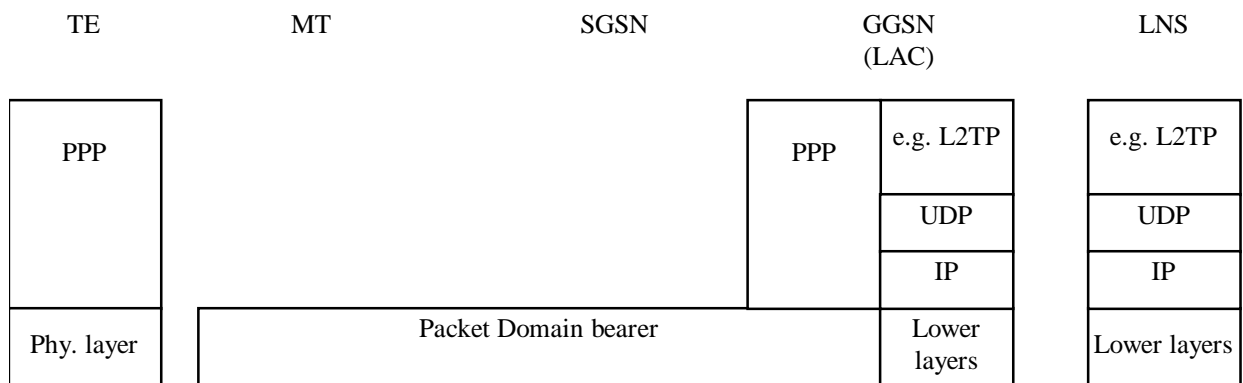 TE MT SGSN GGSN LNS
(LAC)
PPP PPP e.g. L2TP e.g. L2TP
UDP UDP
IP IP
Phy. layer Packet Domain bearer Lower layers Lower layers